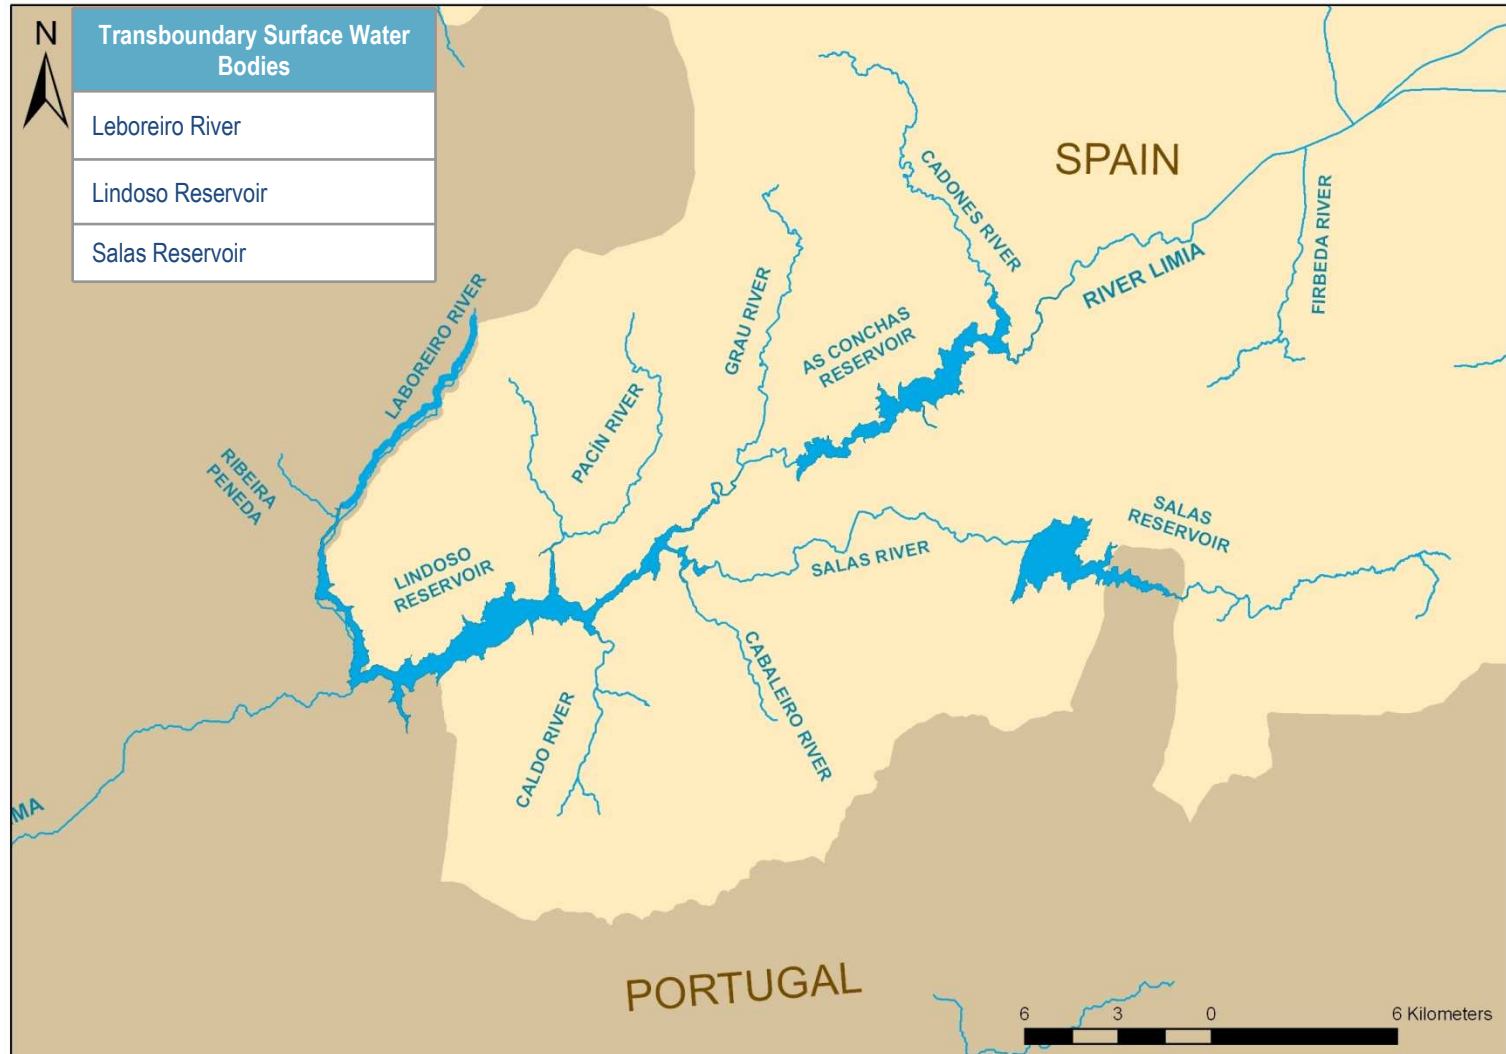 N
Transboundary Surface Water
Bodies
Leboreiro River
Lindoso Reservoir
Salas Reservoir
SPAIN
CADONES RIVER
RIVER LIMIA
FIRBEDA RIVER
GRAU RIVER
AS CONCHAS
RESERVOIR
LABOREIRO RIVER
PACÍN RIVER
RIBEIRA
PENEDA
SALAS
RESERVOIR
SALAS RIVER
LINDOSO
RESERVOIR
CABALEIRO RIVER
CALDO RIVER
MA
PORTUGAL
6 3 0 6 Kilometers